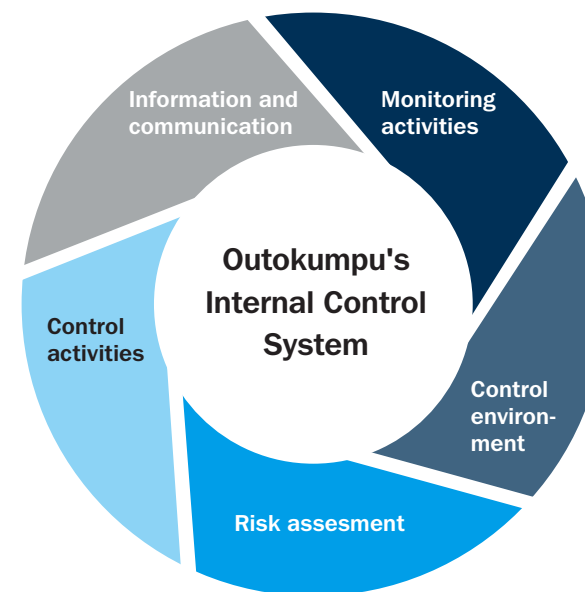 Information and
communication
Monitoring
activities
Outokumpu's
Internal Control
System
Control
activities
Control
environ-
ment
Risk assesment